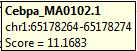 Cebpa_MA0102.1
chr1:65178264-65178274
Score = 11.1683